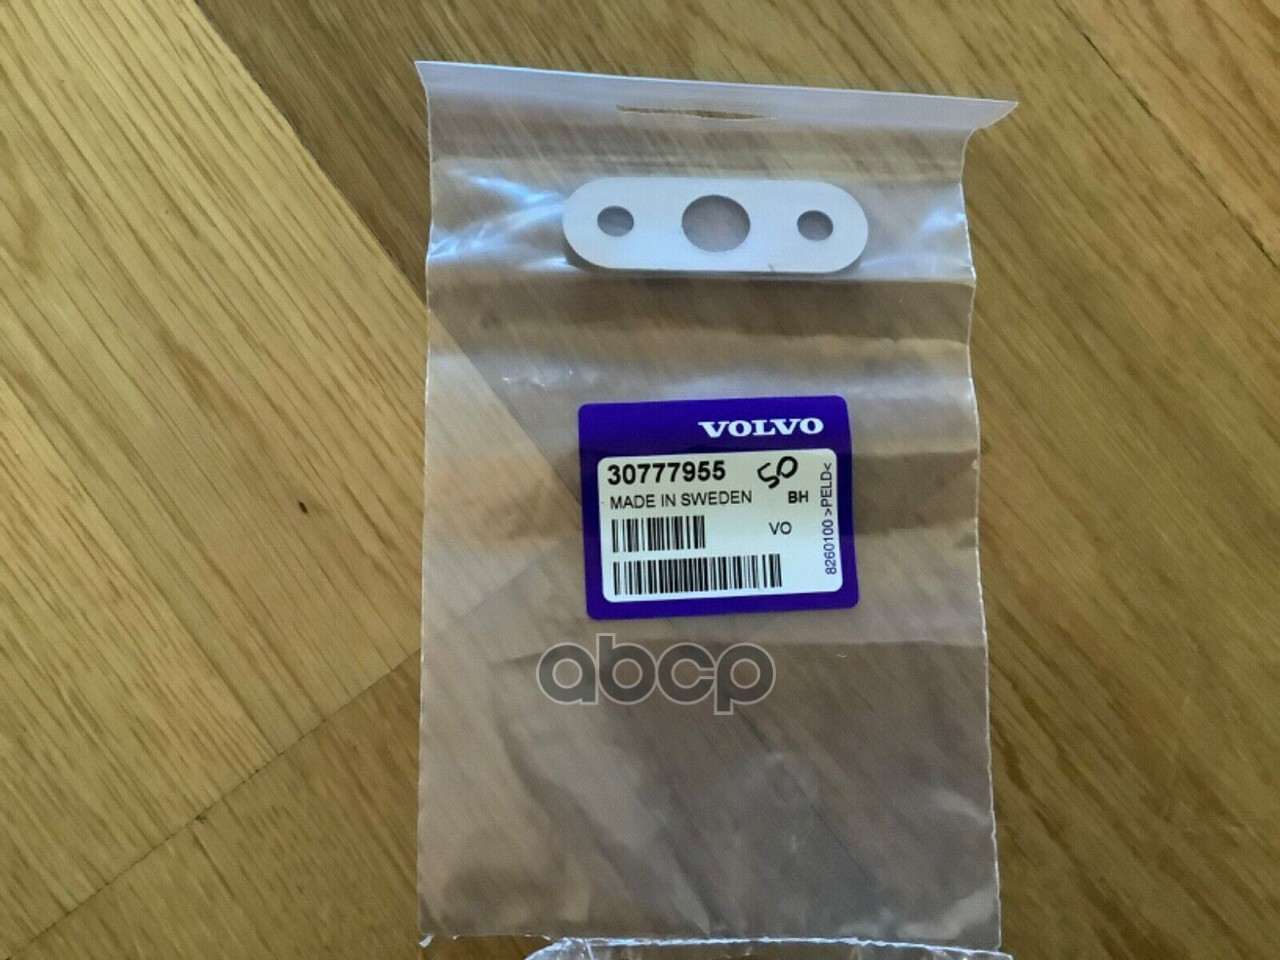 VOLVO
30777955 50
MADE IN SWEDEN BH
VO
8260100 >PELD<
abcp